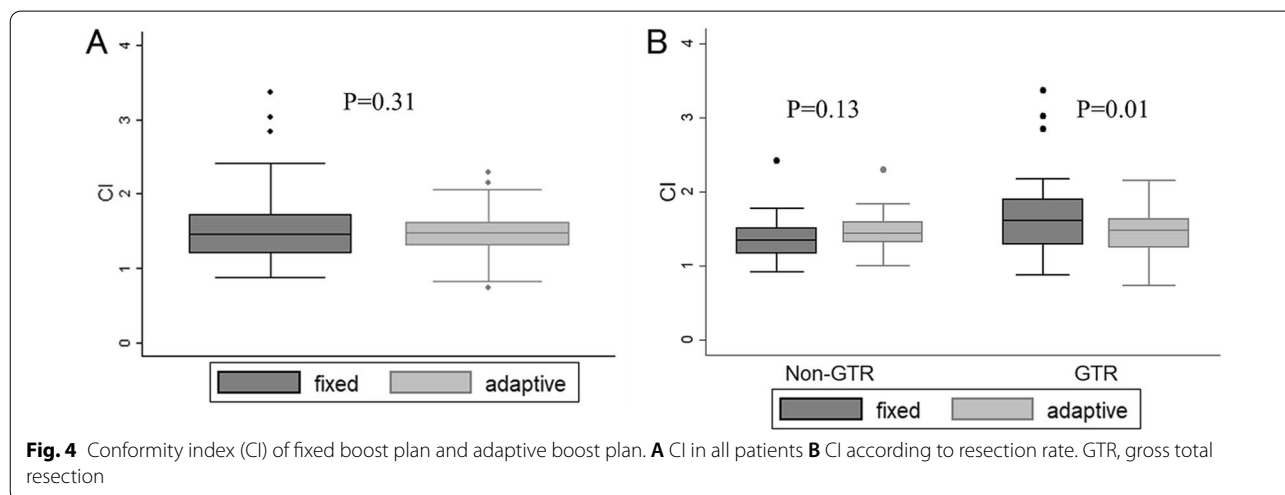 A
B
4
3
2
1
0
CI
P=0.31
fixed adaptive
4
3
2
1
0
CI
P=0.13 P=0.01
Non-GTR GTR
fixed adaptive
Fig. 4 Conformity index (CI) of fixed boost plan and adaptive boost plan. A CI in all patients B CI according to resection rate. GTR, gross total
resection